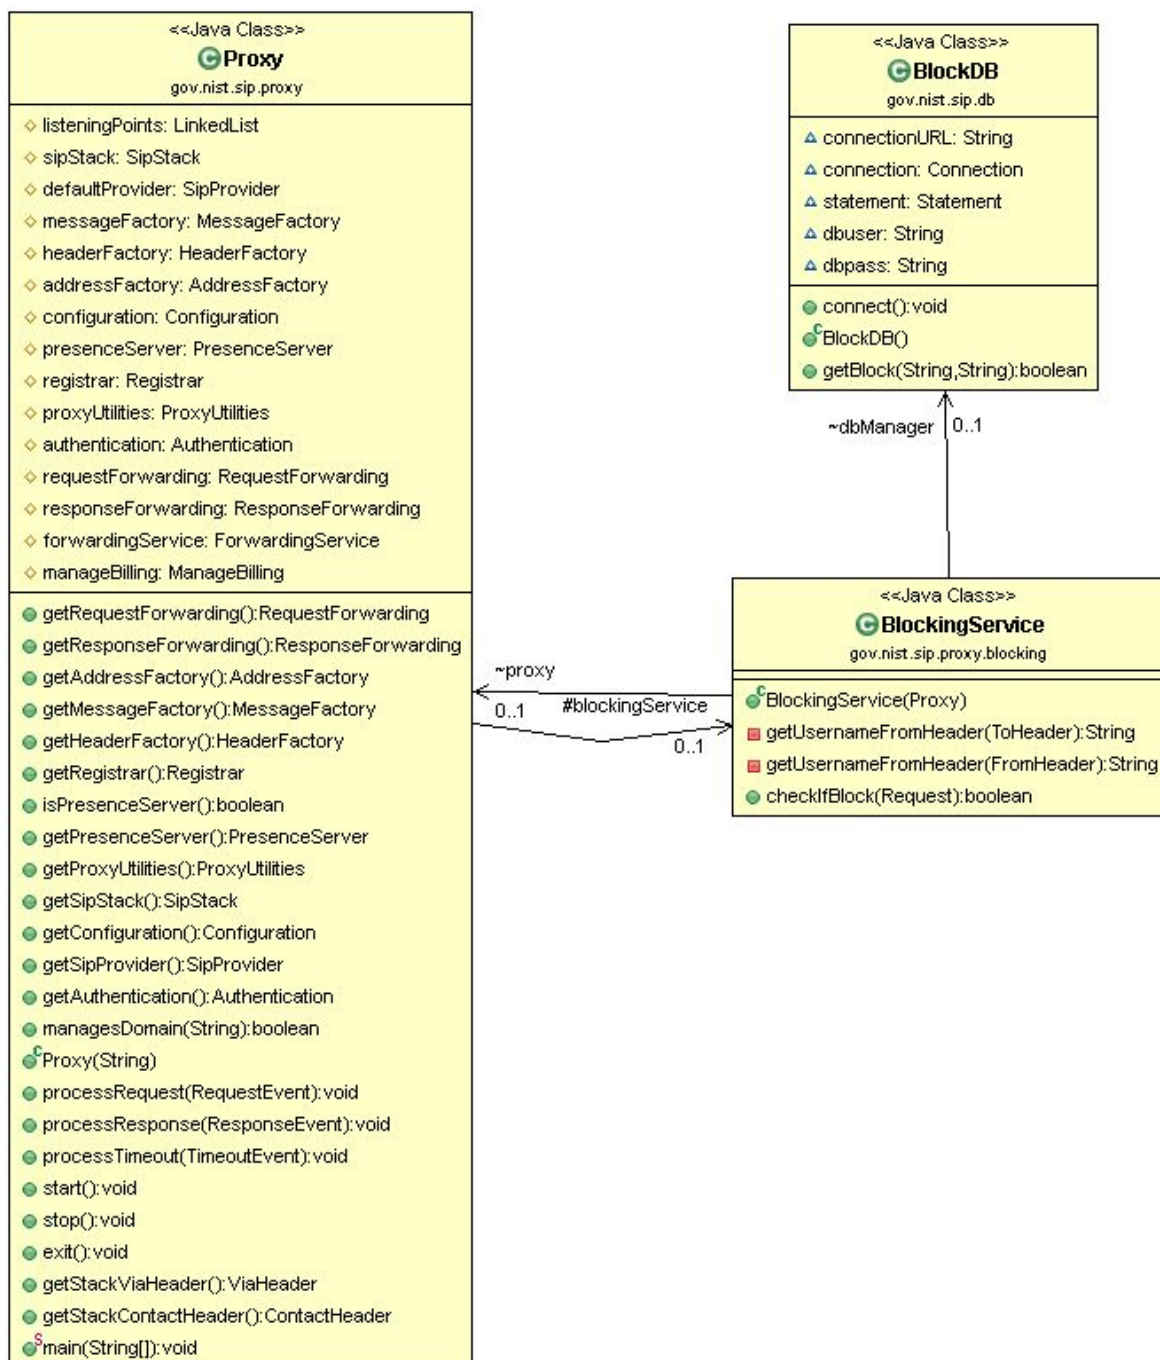 <<Java Class>>
Proxy
gov.nist.sip.proxy
listeningPoints: LinkedList
sipStack: SipStack
defaultProvider: SipProvider
messageFactory: MessageFactory
headerFactory: HeaderFactory
addressFactory: AddressFactory
configuration: Configuration
presenceServer: PresenceServer
registrar: Registrar
proxyUtilities: ProxyUtilities
authentication: Authentication
requestForwarding: RequestForwarding
responseForwarding: ResponseForwarding
forwardingService: ForwardingService
manageBilling: ManageBilling
getRequestForwarding():RequestForwarding
getResponseForwarding():ResponseForwarding
getAddressFactory():AddressFactory
getMessageFactory():MessageFactory
getHeaderFactory():HeaderFactory
getRegistrar():Registrar
isPresenceServer():boolean
getPresenceServer():PresenceServer
getProxyUtilities():ProxyUtilities
getSipStack():SipStack
getConfiguration():Configuration
getSipProvider():SipProvider
getAuthentication():Authentication
managesDomain(String):boolean
Proxy(String)
processRequest(RequestEvent):void
processResponse(ResponseEvent):void
processTimeout(TimeoutEvent):void
start():void
stop():void
exit():void
getStackViaHeader():ViaHeader
getStackContactHeader():ContactHeader
main(String[]):void
<<Java Class>>
BlockDB
gov.nist.sip.db
connectionURL: String
connection: Connection
statement: Statement
dbuser: String
dbpass: String
connect():void
BlockDB()
getBlock(String,String):boolean
~dbManager 0..1
<<Java Class>>
BlockingService
gov.nist.sip.proxy.blocking
BlockingService(Proxy)
getUsernameFromHeader(ToHeader):String
getUsernameFromHeader(FromHeader):String
checkIfBlock(Request):boolean
~proxy
0..1 #blockingService
0..1